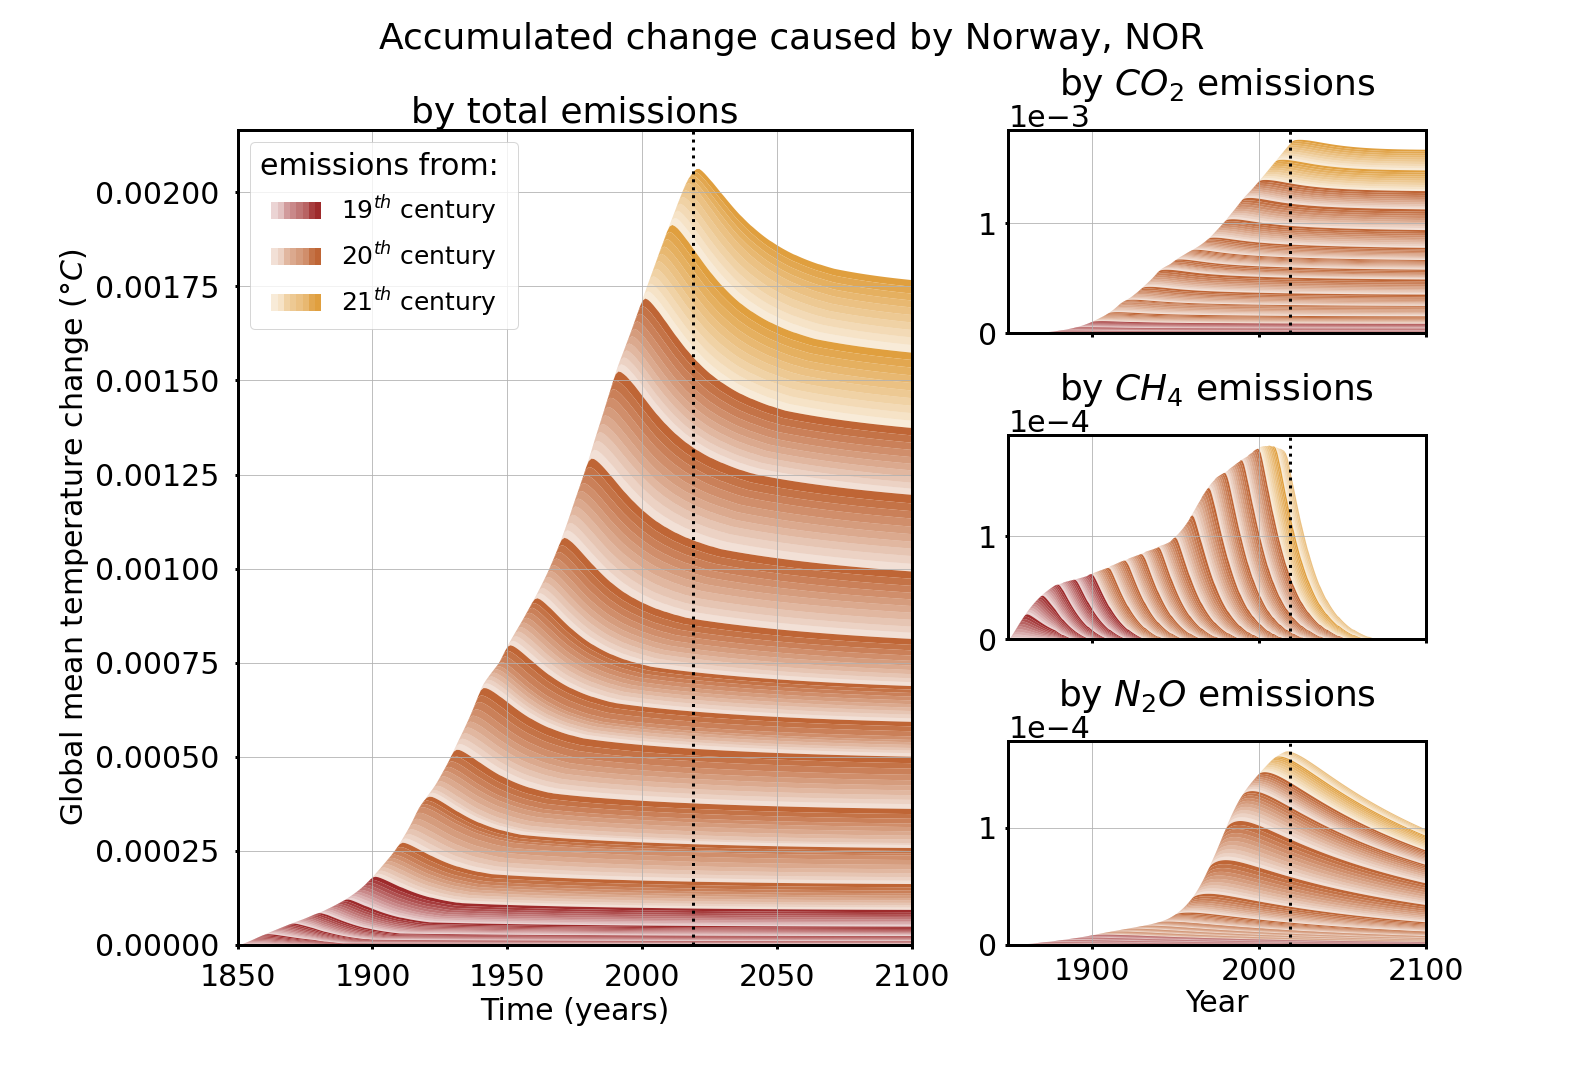 Accumulated change caused by Norway, NOR
by total emissions
emissions from:
19th century
20th century
21th century
Global mean temperature change (°C)
0.00200
0.00175
0.00150
0.00125
0.00100
0.00075
0.00050
0.00025
0.00000
1850 1900 1950 2000 2050 2100
Time (years)
by CO2 emissions
1e−3
1
0
by CH4 emissions
1e−4
1
0
by N2O emissions
1e−4
1
0
1900 2000 2100
Year